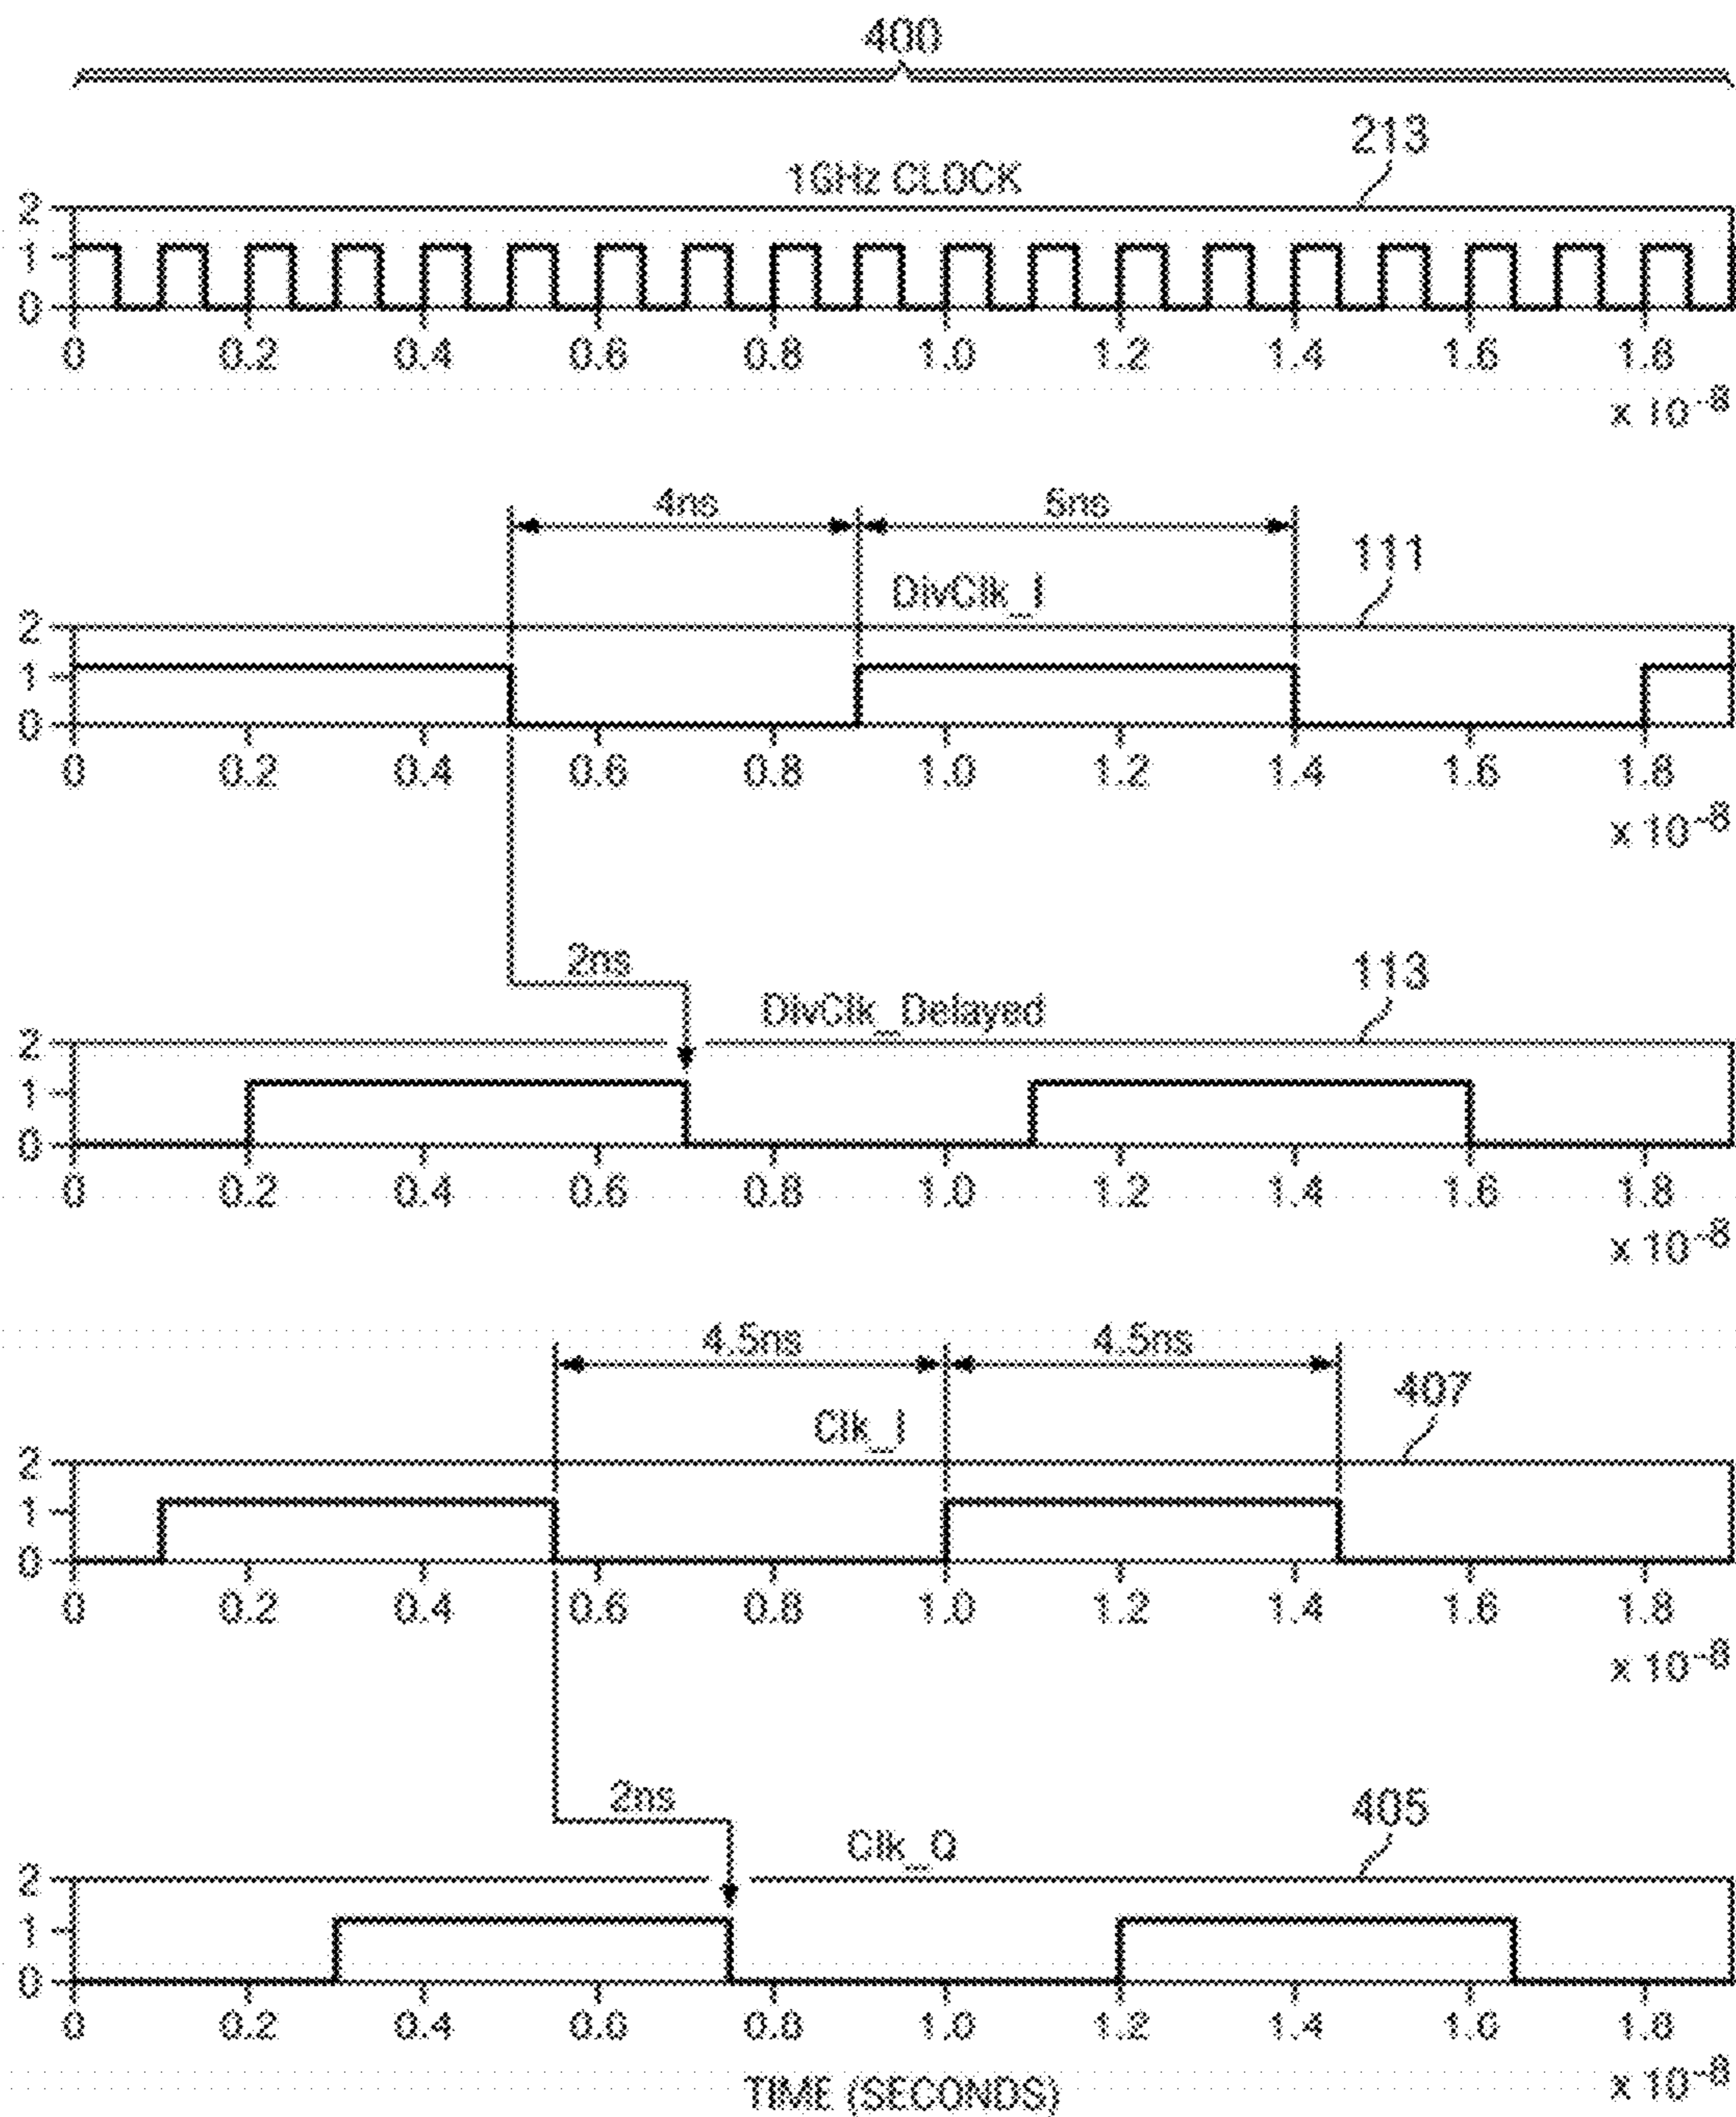 400
213
1GHz CLOCK
2
1
0
0 0.2 0.4 0.6 0.8 1.0 1.2 1.4 1.6 1.8
x 10-8
4ns 5ns
111
DivClk_I
2
1
0
0 0.2 0.4 0.6 0.8 1.0 1.2 1.4 1.6 1.8
x 10-8
2ns
113
DivClk_Delayed
2
1
0
0 0.2 0.4 0.6 0.8 1.0 1.2 1.4 1.6 1.8
x 10-8
4.5ns 4.5ns
407
Clk_I
2
1
0
0 0.2 0.4 0.6 0.8 1.0 1.2 1.4 1.6 1.8
x 10-8
2ns
405
Clk_Q
2
1
0
0 0.2 0.4 0.6 0.8 1.0 1.2 1.4 1.6 1.8
x 10-8
TIME (SECONDS)